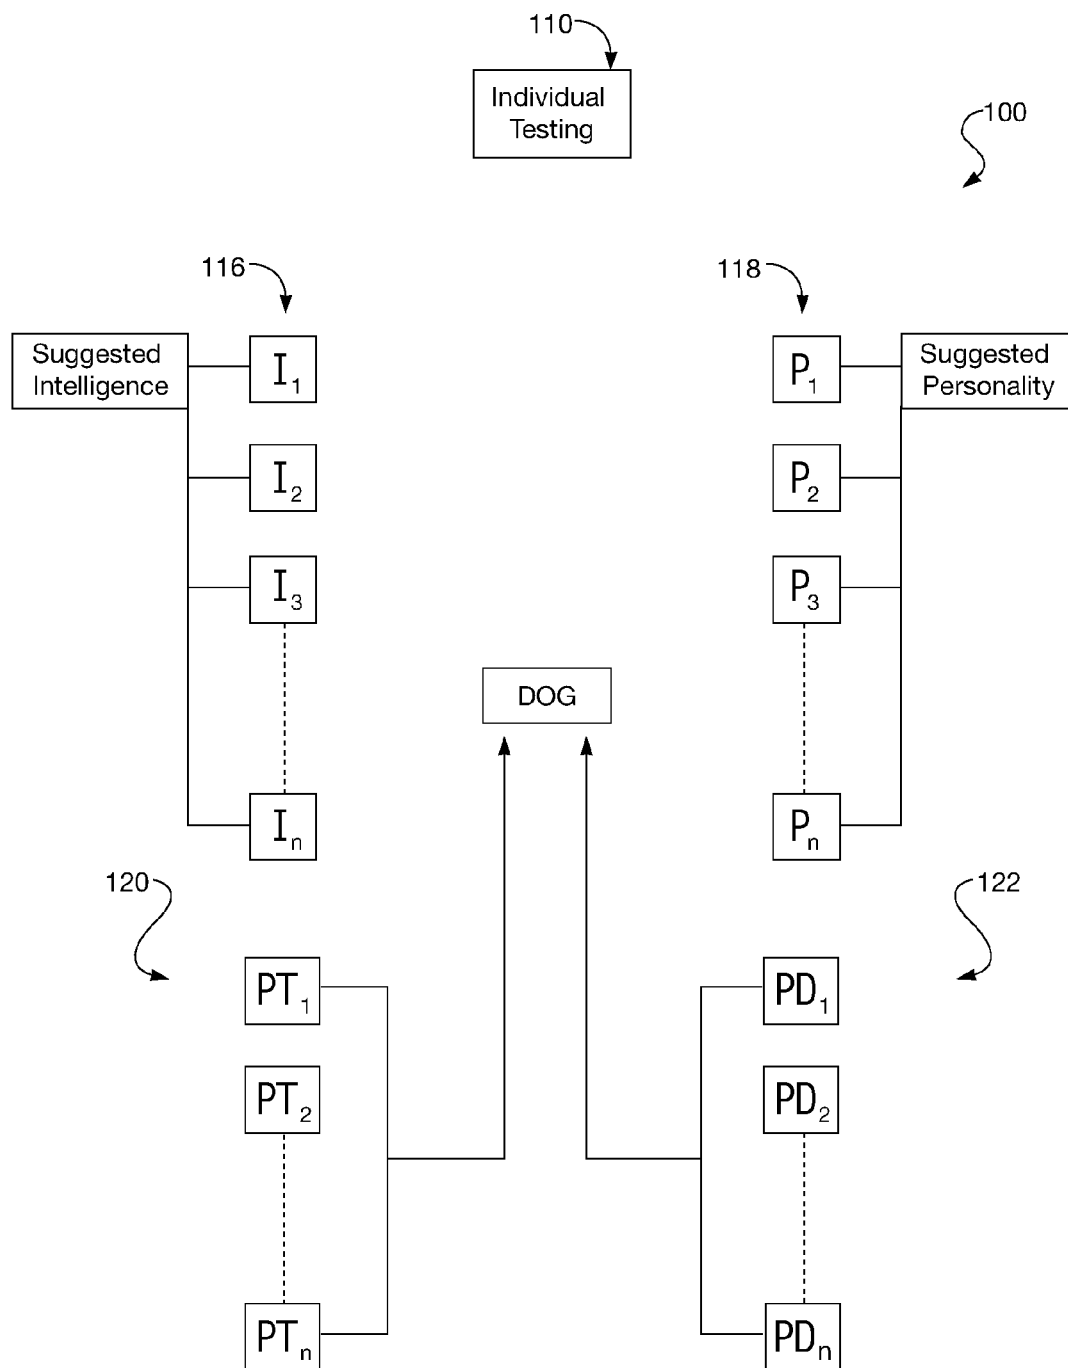 110
Individual
Testing
100
116
118
Suggested
Intelligence
I1
P1
Suggested
Personality
I2
P2
I3
P3
DOG
In
Pn
120
122
PT1
PD1
PT2
PD2
PTn
PDn